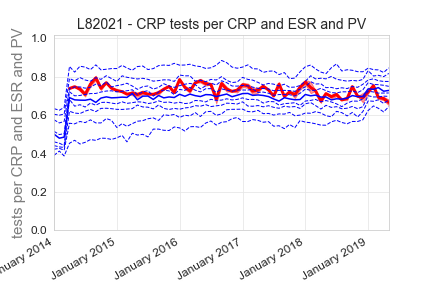 L82021 - CRP tests per CRP and ESR and PV
tests per CRP and ESR and PV
1.0
0.8
0.6
0.4
0.2
0.0
nuary 2014
January 2015
January 2016
January 2017
January 2018
January 2019